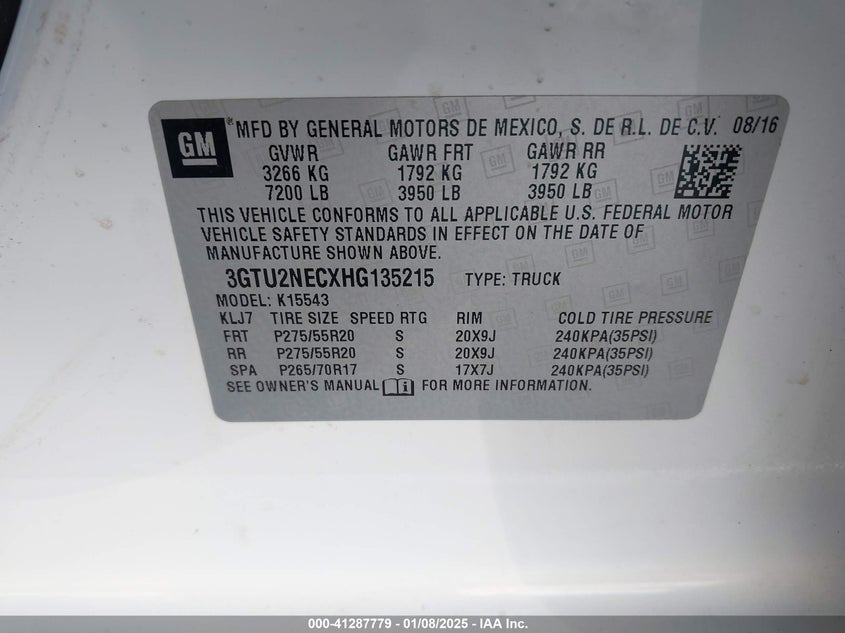 GM
® MFD BY GENERAL MOTORS DE MEXICO, S. DE R.L. DE C.V. 08/16
GVWR GAWR FRT GAWR RR
3266 KG 1792 KG 1792 KG
7200 LB 3950 LB 3950 LB
THIS VEHICLE CONFORMS TO ALL APPLICABLE U.S. FEDERAL MOTOR
VEHICLE SAFETY STANDARDS IN EFFECT ON THE DATE OF
MANUFACTURE SHOWN ABOVE.
3GTU2NECXHG135215 TYPE: TRUCK
MODEL: K15543
KLJ7 TIRE SIZE SPEED RTG RIM COLD TIRE PRESSURE
FRT P275/55R20 S 20X9J 240KPA(35PSI)
RR P275/55R20 S 20X9J 240KPA(35PSI)
SPA P265/70R17 S 17X7J 240KPA(35PSI)
SEE OWNER'S MANUAL FOR MORE INFORMATION.
000-41287779 - 01/08/2025 - IAA Inc.